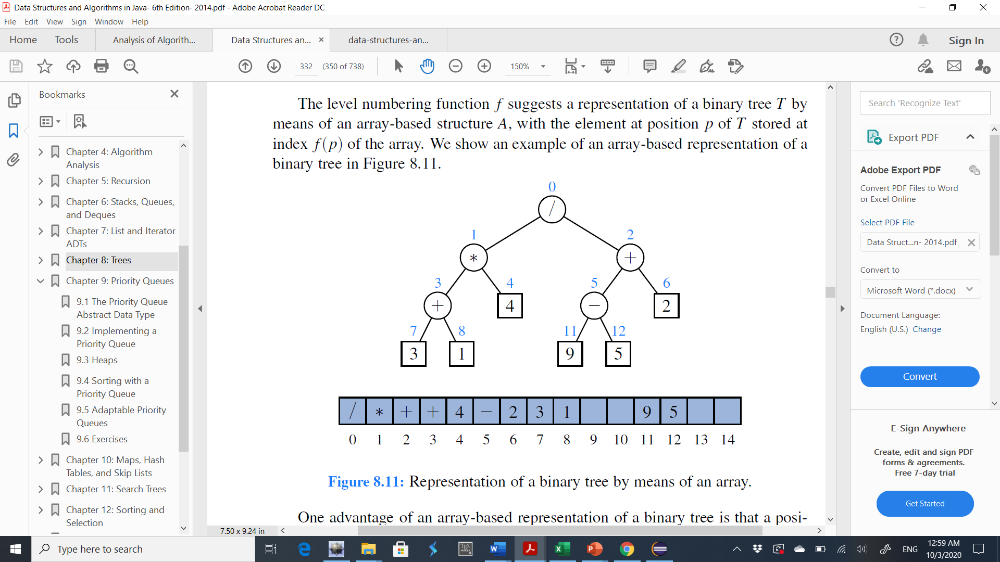 Data Structures and Algorithms in Java- 6th Edition- 2014.pdf - Adobe Acrobat Reader DC
File Edit View Sign Window Help
Home Tools Analysis of Algorith... Data Structures an... × data-structures-an... Sign In
332 (350 of 738) 150%
Bookmarks
Chapter 4: Algorithm
Analysis
Chapter 5: Recursion
Chapter 6: Stacks, Queues,
and Deques
Chapter 7: List and Iterator
ADTs
Chapter 8: Trees
Chapter 9: Priority Queues
9.1 The Priority Queue
Abstract Data Type
9.2 Implementing a
Priority Queue
9.3 Heaps
9.4 Sorting with a
Priority Queue
9.5 Adaptable Priority
Queues
9.6 Exercises
Chapter 10: Maps, Hash
Tables, and Skip Lists
Chapter 11: Search Trees
Chapter 12: Sorting and
Selection
The level numbering function f suggests a representation of a binary tree T by
means of an array-based structure A, with the element at position p of T stored at
index f(p) of the array. We show an example of an array-based representation of a
binary tree in Figure 8.11.
0
/
1 2
* +
3 4 5 6
+ 4 − 2
7 8 11 12
3 1 9 5
/ * + + 4 − 2 3 1 9 5
0 1 2 3 4 5 6 7 8 9 10 11 12 13 14
Figure 8.11: Representation of a binary tree by means of an array.
One advantage of an array-based representation of a binary tree is that a posi-
7.50 x 9.24 in
Search 'Recognize Text'
Export PDF
Adobe Export PDF
Convert PDF Files to Word
or Excel Online
Select PDF File
Data Struct...n- 2014.pdf
Convert to
Microsoft Word (*.docx)
Document Language:
English (U.S.) Change
Convert
E-Sign Anywhere
Create, edit and sign PDF
forms & agreements.
Free 7-day trial
Get Started
Type here to search
ENG
12:59 AM
10/3/2020